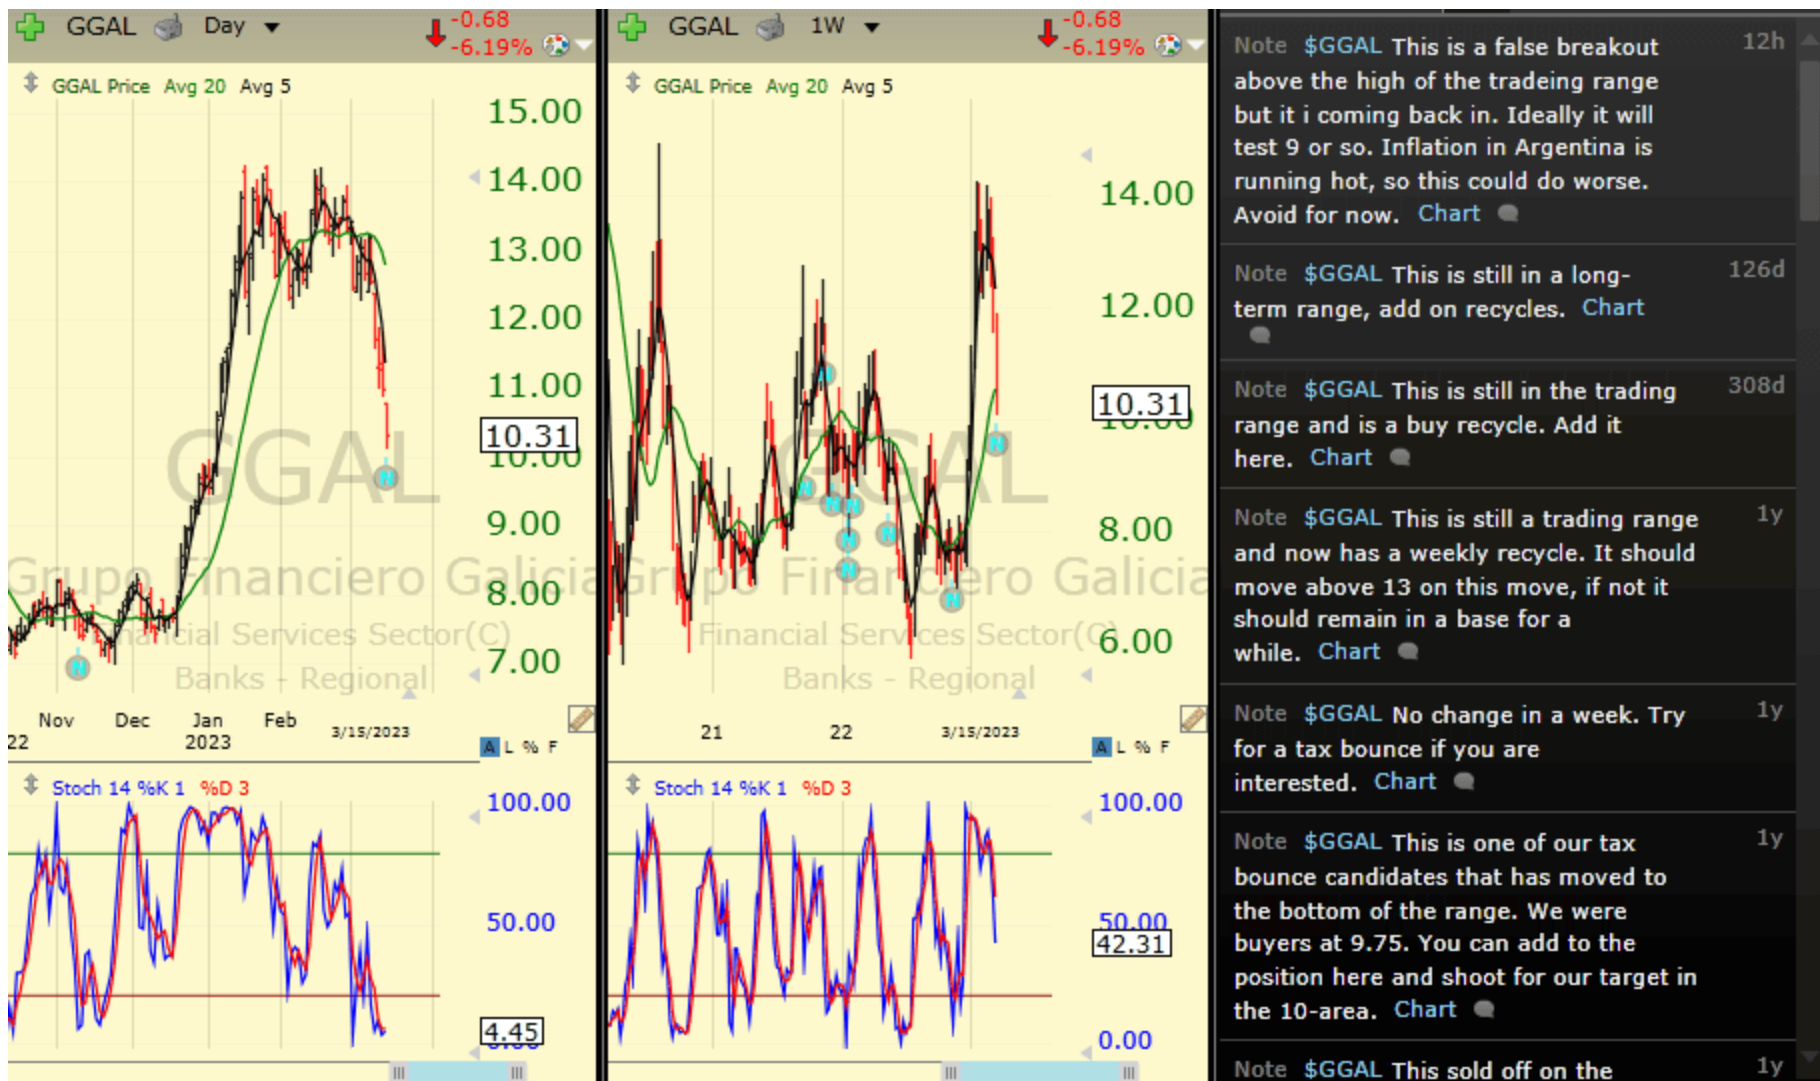 GGAL Day -0.68
-6.19%
GGAL Price Avg 20 Avg 5
15.00
14.00
13.00
12.00
11.00
10.31
10.00
9.00
8.00
7.00
GGAL
Grupo Financiero Galicia
Financial Services Sector(C)
Banks - Regional
N
N
Nov Dec Jan Feb 3/15/2023
22 2023
A L % F
Stoch 14 %K 1 %D 3
100.00
50.00
4.45
0.00
GGAL 1W -0.68
-6.19%
GGAL Price Avg 20 Avg 5
14.00
12.00
10.31
10.00
8.00
6.00
GGAL
Grupo Financiero Galicia
Financial Services Sector(C)
Banks - Regional
N
N
N
N
N
N
N
N
N
21 22 3/15/2023
A L % F
Stoch 14 %K 1 %D 3
100.00
50.00
42.31
0.00
Note $GGAL This is a false breakout 12h
above the high of the tradeing range
but it i coming back in. Ideally it will
test 9 or so. Inflation in Argentina is
running hot, so this could do worse.
Avoid for now. Chart
Note $GGAL This is still in a long- 126d
term range, add on recycles. Chart
Note $GGAL This is still in the trading 308d
range and is a buy recycle. Add it
here. Chart
Note $GGAL This is still a trading range 1y
and now has a weekly recycle. It should
move above 13 on this move, if not it
should remain in a base for a
while. Chart
Note $GGAL No change in a week. Try 1y
for a tax bounce if you are
interested. Chart
Note $GGAL This is one of our tax 1y
bounce candidates that has moved to
the bottom of the range. We were
buyers at 9.75. You can add to the
position here and shoot for our target in
the 10-area. Chart
Note $GGAL This sold off on the 1y